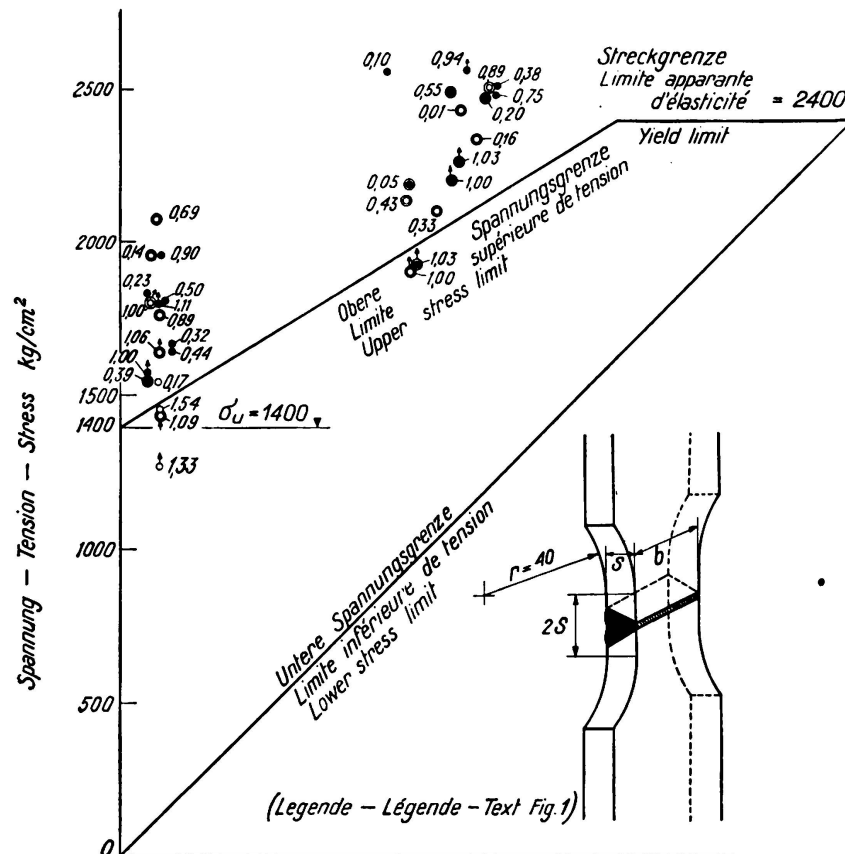 Spannung – Tension – Stress kg/cm²
2500
2000
1500
1400
1000
500
0
0,10
0,94
0,89
0,38
0,55
0,75
0,01
0,20
0,16
1,03
0,05
1,00
0,43
0,33
1,03
1,00
0,69
0,14
0,90
0,23
0,50
1,00
1,11
0,89
1,06
0,32
0,44
1,00
0,39
0,17
1,54
1,09
1,33
σu = 1400
Streckgrenze
Limite apparante
d'élasticité = 2400
Yield limit
Obere Spannungsgrenze
Limite supérieure de tension
Upper stress limit
Untere Spannungsgrenze
Limite inférieure de tension
Lower stress limit
r = 40
s
b
2S
(Legende – Légende – Text Fig.1)